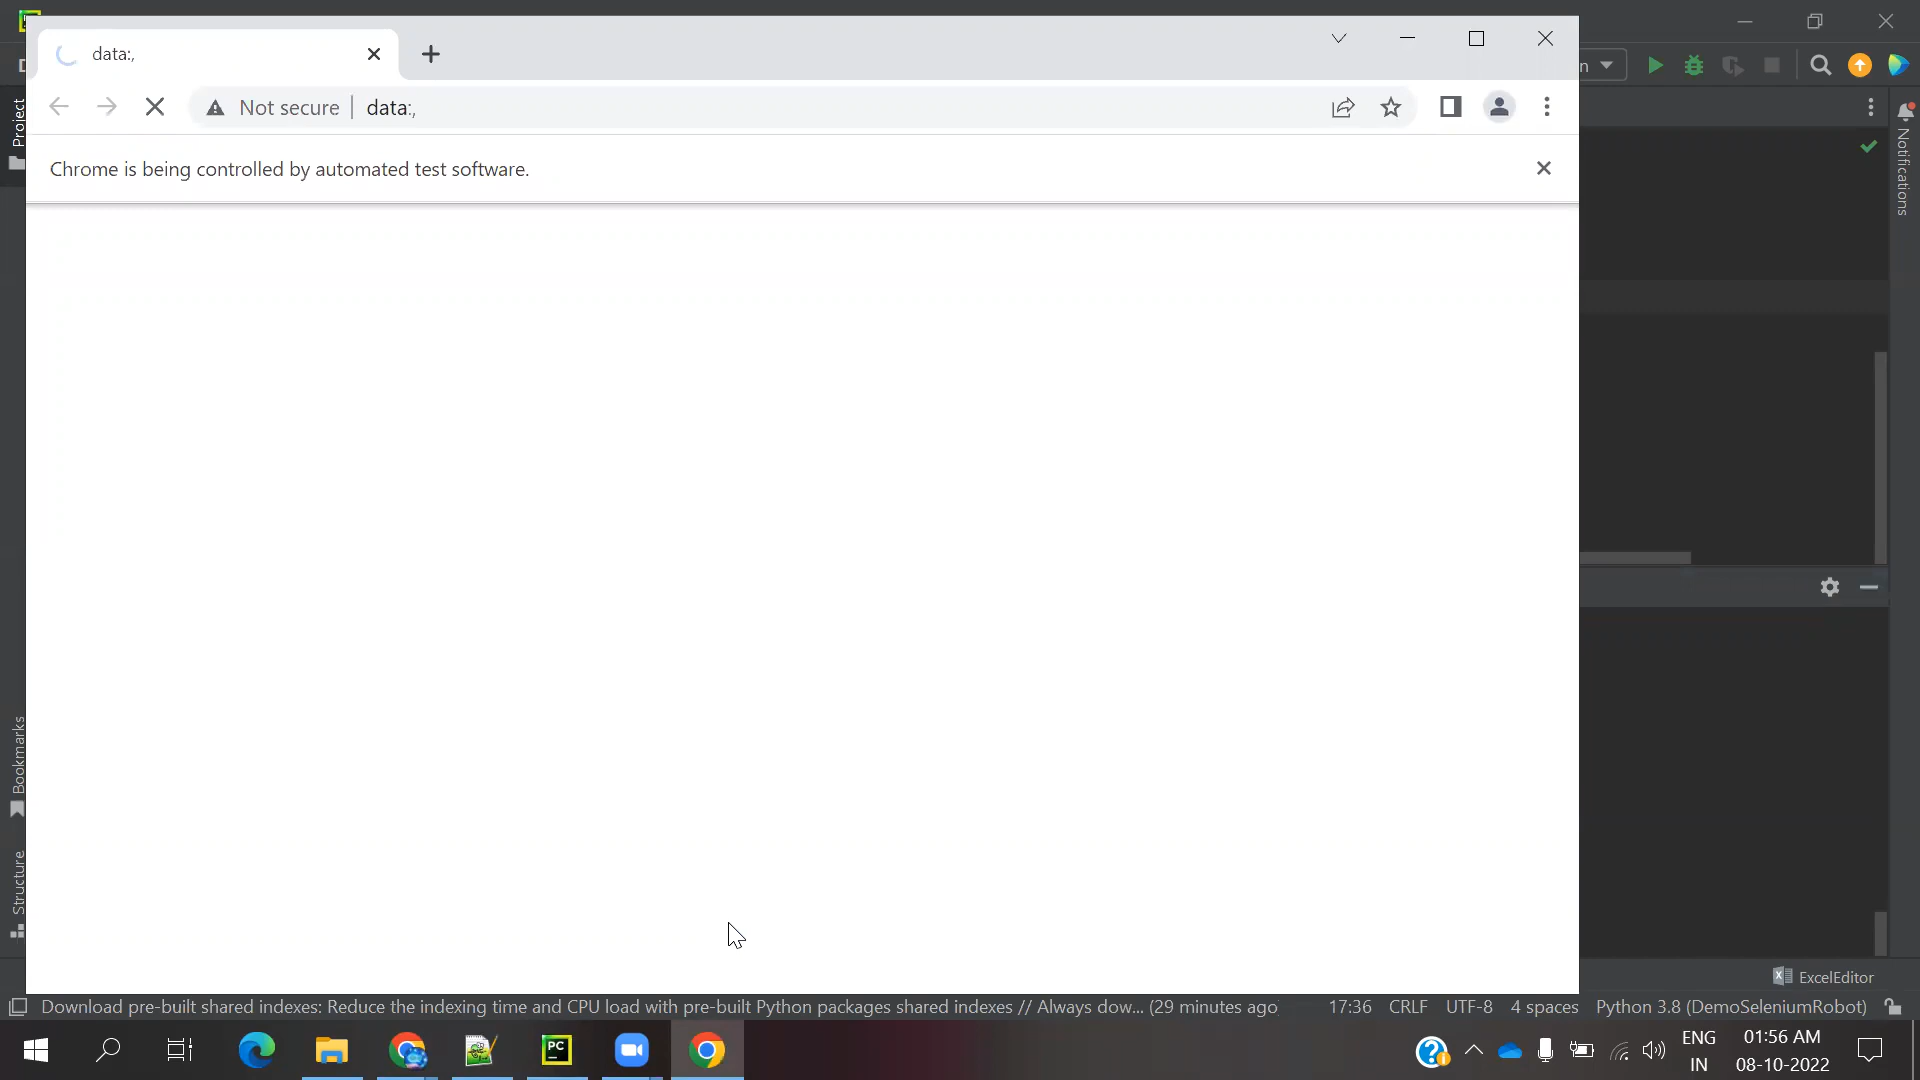 data:,
Not secure
data:,
Chrome is being controlled by automated test software.
n
Project
Notifications
Bookmarks
Structure
ExcelEditor
Download pre-built shared indexes: Reduce the indexing time and CPU load with pre-built Python packages shared indexes // Always dow... (29 minutes ago
17:36 CRLF UTF-8 4 spaces Python 3.8 (DemoSeleniumRobot)
PC
ENG
IN
01:56 AM
08-10-2022